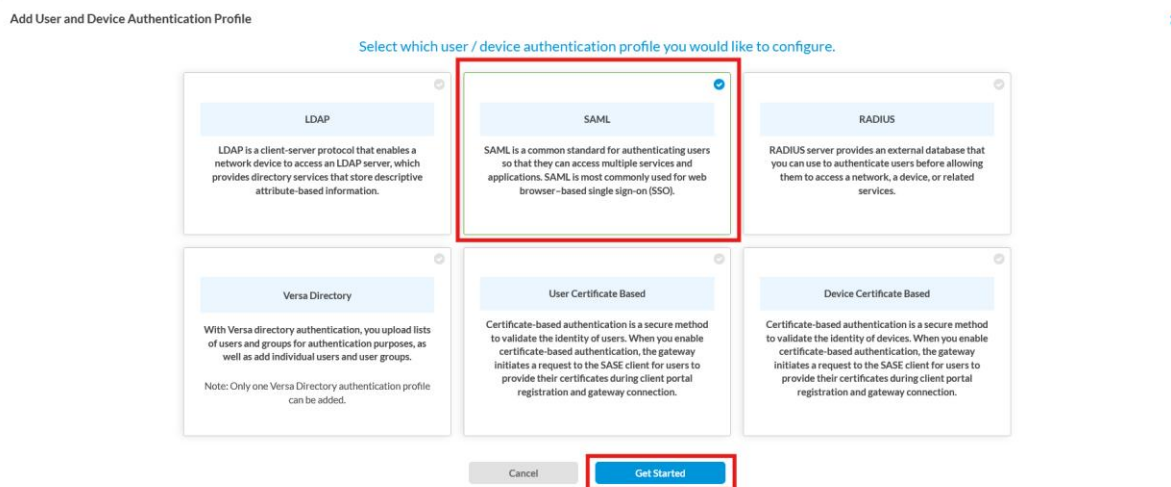 Add User and Device Authentication Profile
Select which user / device authentication profile you would like to configure.
LDAP
LDAP is a client-server protocol that enables a
network device to access an LDAP server, which
provides directory services that store descriptive
attribute-based information.
SAML
SAML is a common standard for authenticating users
so that they can access multiple services and
applications. SAML is most commonly used for web
browser–based single sign-on (SSO).
RADIUS
RADIUS server provides an external database that
you can use to authenticate users before allowing
them to access a network, a device, or related
services.
Versa Directory
With Versa directory authentication, you upload lists
of users and groups for authentication purposes, as
well as add individual users and user groups.
Note: Only one Versa Directory authentication profile
can be added.
User Certificate Based
Certificate-based authentication is a secure method
to validate the identity of users. When you enable
certificate-based authentication, the gateway
initiates a request to the SASE client for users to
provide their certificates during client portal
registration and gateway connection.
Device Certificate Based
Certificate-based authentication is a secure method
to validate the identity of devices. When you enable
certificate-based authentication, the gateway
initiates a request to the SASE client for users to
provide their certificates during client portal
registration and gateway connection.
Cancel
Get Started